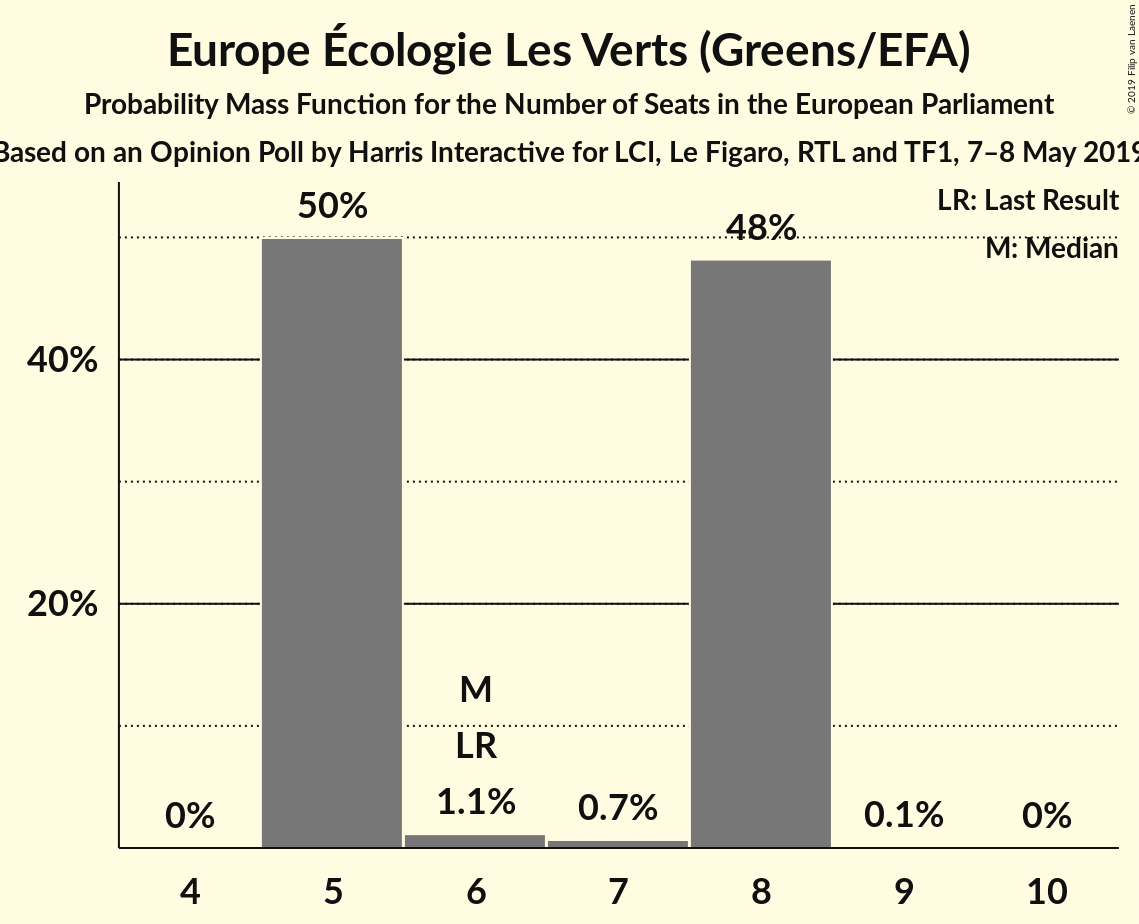 Europe Écologie Les Verts (Greens/EFA)
Probability Mass Function for the Number of Seats in the European Parliament
Based on an Opinion Poll by Harris Interactive for LCI, Le Figaro, RTL and TF1, 7–8 May 2019
© 2019 Filip van Laenen
LR: Last Result
M: Median
50%
48%
40%
20%
M
LR
0%
1.1%
0.7%
0.1%
0%
4 5 6 7 8 9 10